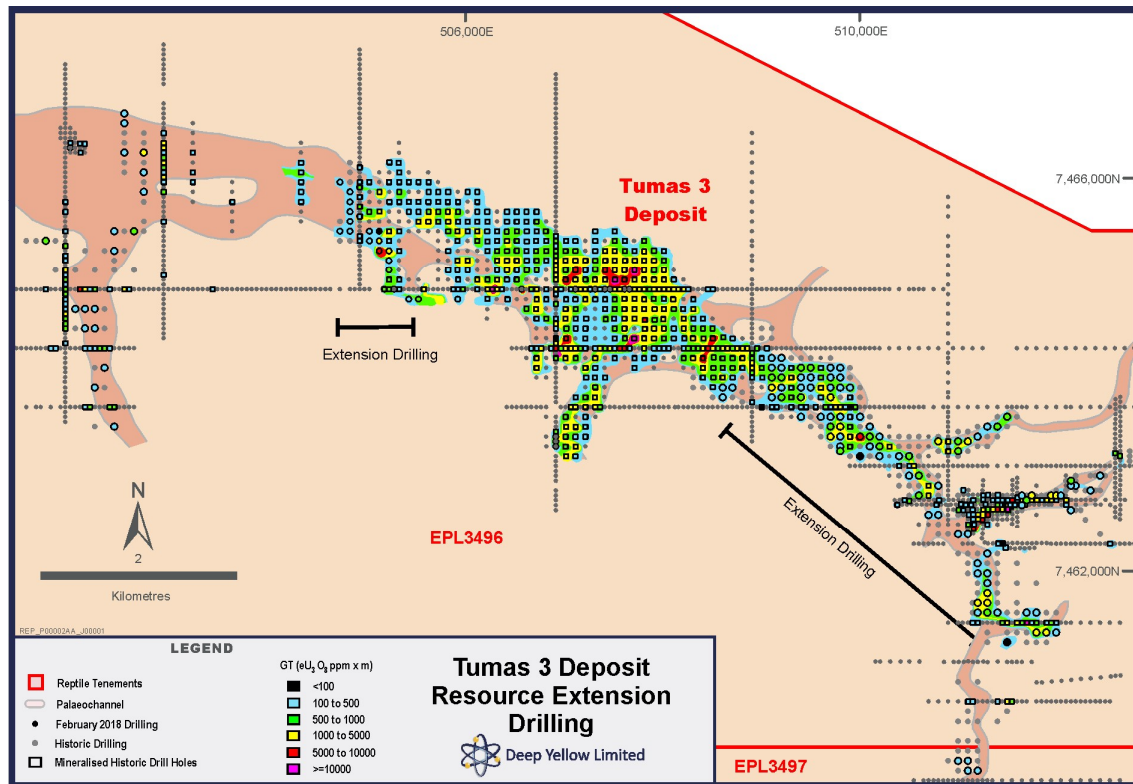 506,000E
510,000E
7,466,000N
Tumas 3
Deposit
Extension Drilling
EPL3496
Extension Drilling
N
2
Kilometres
7,462,000N
REP_P00002AA_J00001
LEGEND
Reptile Tenements
Palaeochannel
February 2018 Drilling
Historic Drilling
Mineralised Historic Drill Holes
GT (eU₃O₈ ppm x m)
<100
100 to 500
500 to 1000
1000 to 5000
5000 to 10000
>=10000
Tumas 3 Deposit
Resource Extension
Drilling
Deep Yellow Limited
EPL3497